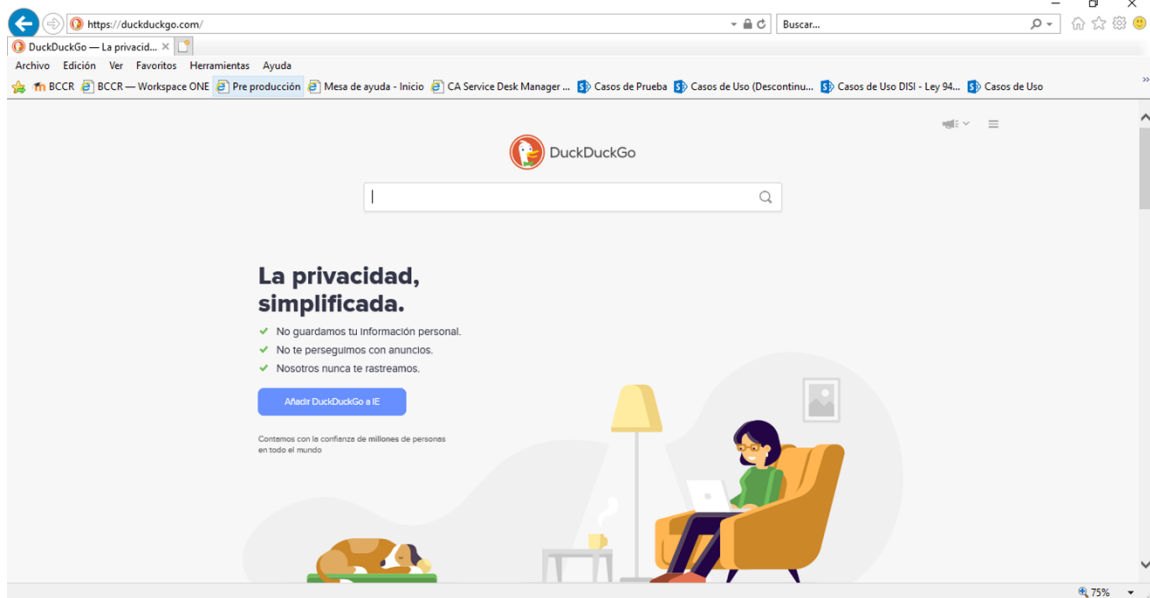 https://duckduckgo.com/
Buscar...
DuckDuckGo — La privacid...
Archivo Edición Ver Favoritos Herramientas Ayuda
BCCR BCCR — Workspace ONE Pre producción Mesa de ayuda - Inicio CA Service Desk Manager ... Casos de Prueba Casos de Uso (Descontinu... Casos de Uso DISI - Ley 94... Casos de Uso
DuckDuckGo
La privacidad,
simplificada.
No guardamos tu información personal.
No te perseguimos con anuncios.
Nosotros nunca te rastreamos.
Añadir DuckDuckGo a IE
Contamos con la confianza de millones de personas
en todo el mundo
75%